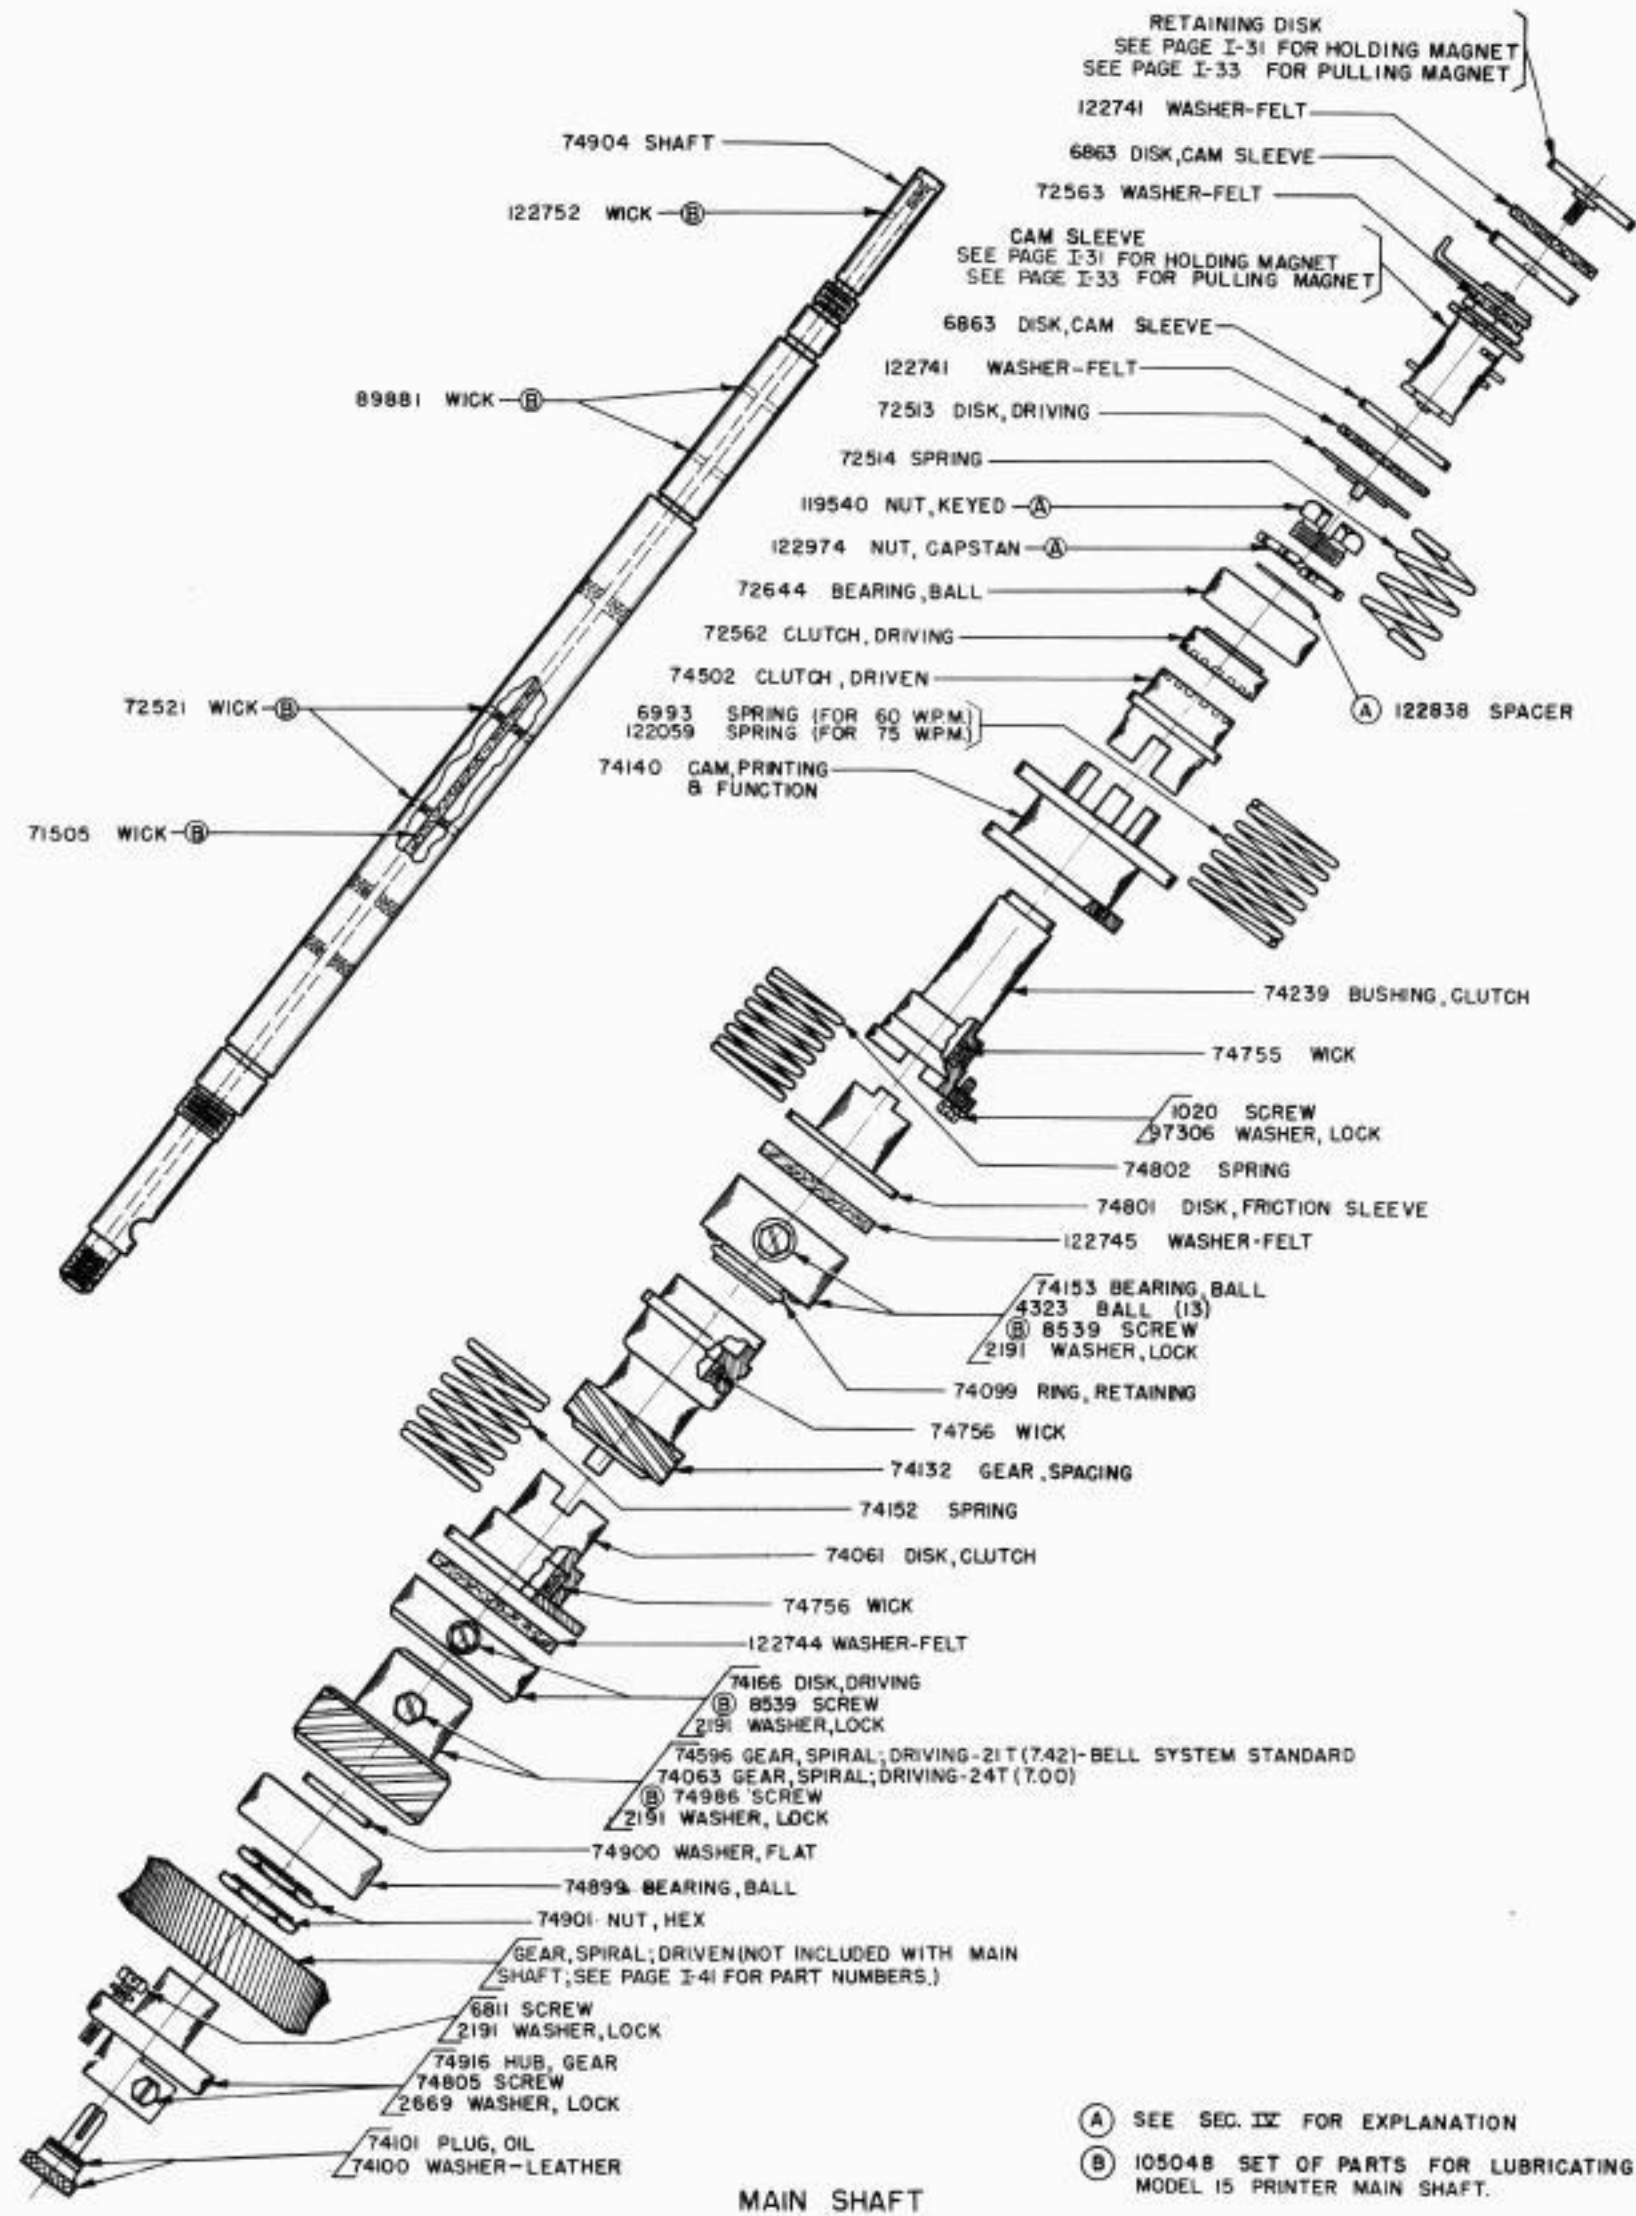 RETAINING DISK
SEE PAGE I-31 FOR HOLDING MAGNET
SEE PAGE I-33 FOR PULLING MAGNET
122741 WASHER-FELT
74904 SHAFT
6863 DISK, CAM SLEEVE
72563 WASHER-FELT
122752 WICK B
CAM SLEEVE
SEE PAGE I-31 FOR HOLDING MAGNET
SEE PAGE I-33 FOR PULLING MAGNET
6863 DISK, CAM SLEEVE
122741 WASHER-FELT
89881 WICK B
72513 DISK, DRIVING
72514 SPRING
119540 NUT, KEYED A
122974 NUT, CAPSTAN A
72644 BEARING, BALL
72562 CLUTCH, DRIVING
74502 CLUTCH, DRIVEN
72521 WICK B
A 122838 SPACER
6993 SPRING (FOR 60 W.P.M.)
122059 SPRING (FOR 75 W.P.M.)
74140 CAM, PRINTING
& FUNCTION
71505 WICK B
74239 BUSHING, CLUTCH
74755 WICK
1020 SCREW
97306 WASHER, LOCK
74802 SPRING
74801 DISK, FRICTION SLEEVE
122745 WASHER-FELT
74153 BEARING, BALL
4323 BALL (13)
B 8539 SCREW
2191 WASHER, LOCK
74099 RING, RETAINING
74756 WICK
74132 GEAR, SPACING
74152 SPRING
74061 DISK, CLUTCH
74756 WICK
122744 WASHER-FELT
74166 DISK, DRIVING
B 8539 SCREW
2191 WASHER, LOCK
74596 GEAR, SPIRAL; DRIVING-21T (7.42)-BELL SYSTEM STANDARD
74063 GEAR, SPIRAL; DRIVING-24T (7.00)
B 74986 SCREW
2191 WASHER, LOCK
74900 WASHER, FLAT
74899 BEARING, BALL
74901 NUT, HEX
GEAR, SPIRAL; DRIVEN (NOT INCLUDED WITH MAIN
SHAFT; SEE PAGE I-41 FOR PART NUMBERS.)
6811 SCREW
2191 WASHER, LOCK
74916 HUB, GEAR
74805 SCREW
2669 WASHER, LOCK
74101 PLUG, OIL
74100 WASHER-LEATHER
A SEE SEC. IV FOR EXPLANATION
B 105048 SET OF PARTS FOR LUBRICATING
MODEL 15 PRINTER MAIN SHAFT.
MAIN SHAFT